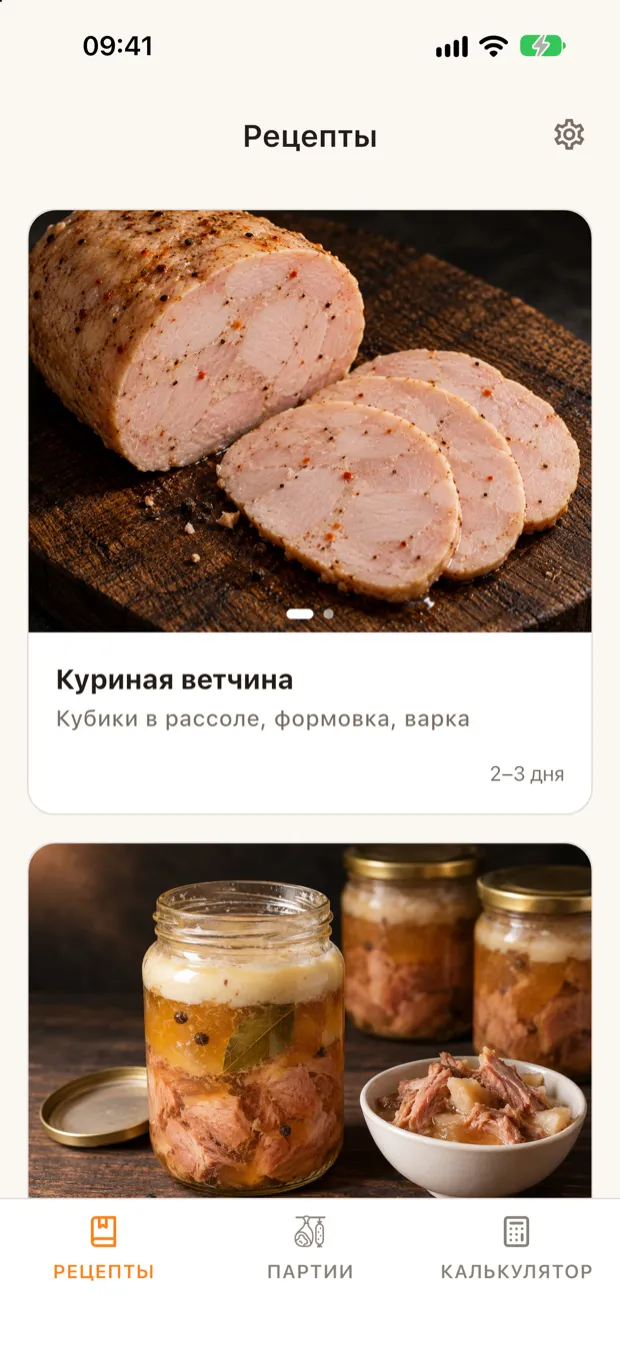 09:41
Рецепты
Куриная ветчина
Кубики в рассоле, формовка, варка
2–3 дня
РЕЦЕПТЫ
ПАРТИИ
КАЛЬКУЛЯТОР